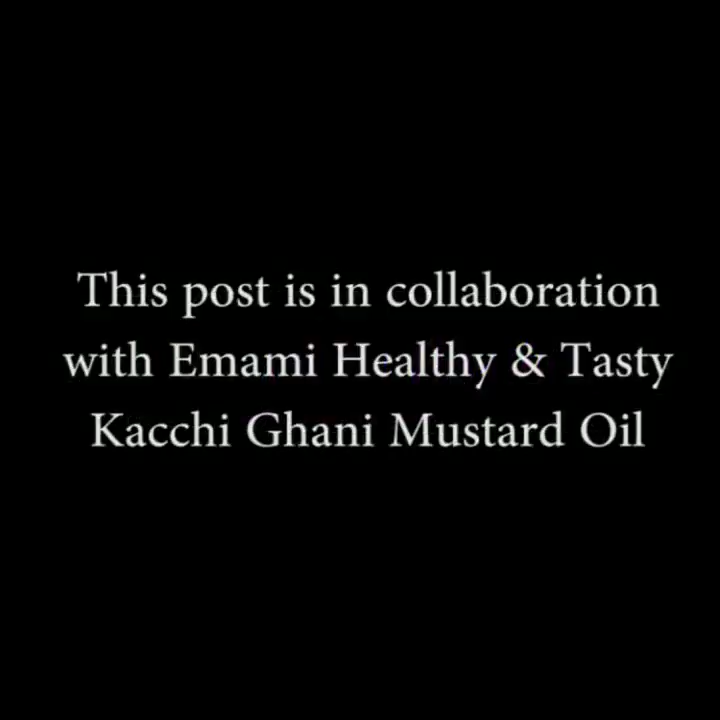 This post is in collaboration
with Emami Healthy & Tasty
Kacchi Ghani Mustard Oil